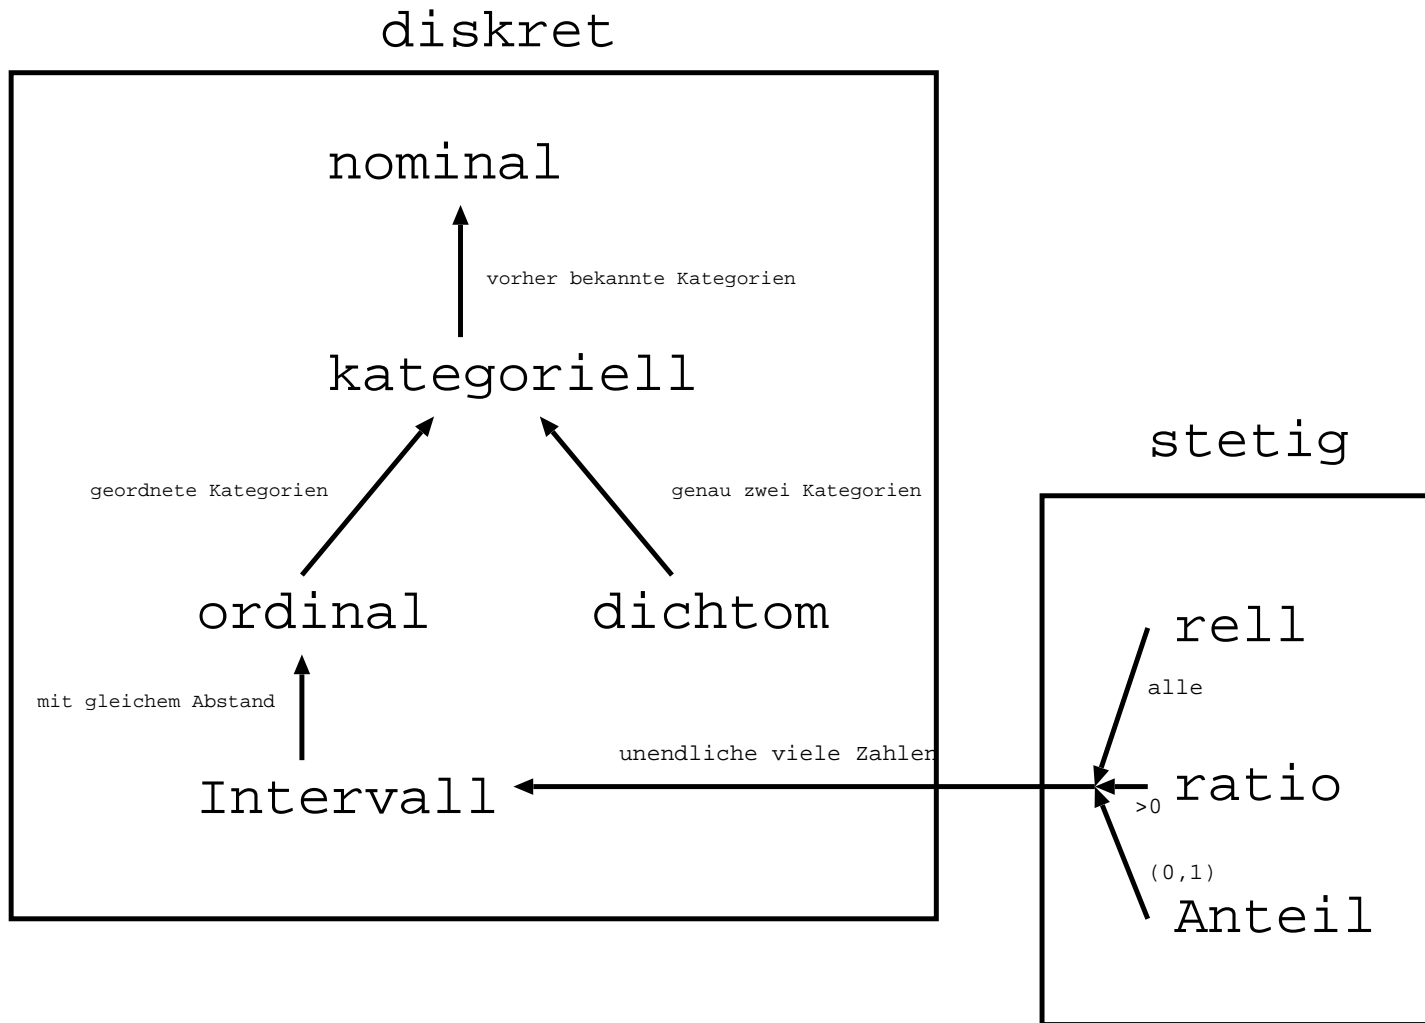 diskret
nominal
vorher bekannte Kategorien
kategoriell
geordnete Kategorien
genau zwei Kategorien
ordinal
dichtom
mit gleichem Abstand
unendliche viele Zahlen
Intervall
stetig
rell
alle
ratio
>0
(0,1)
Anteil